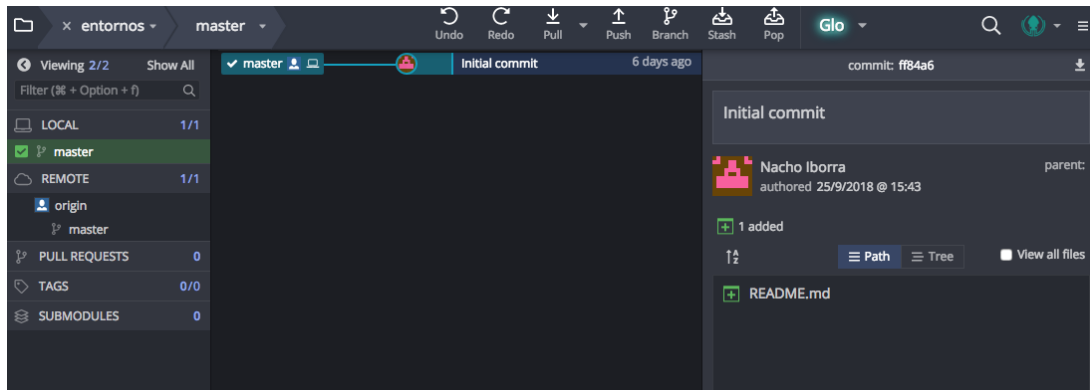 × entornos
master
Undo
Redo
Pull
Push
Branch
Stash
Pop
Glo
Viewing 2/2 Show All
Filter (⌘ + Option + f)
LOCAL 1/1
master
REMOTE 1/1
origin
master
PULL REQUESTS 0
TAGS 0/0
SUBMODULES 0
master
Initial commit
6 days ago
commit: ff84a6
Initial commit
Nacho Iborra
authored 25/9/2018 @ 15:43
parent:
1 added
Path
Tree
View all files
README.md